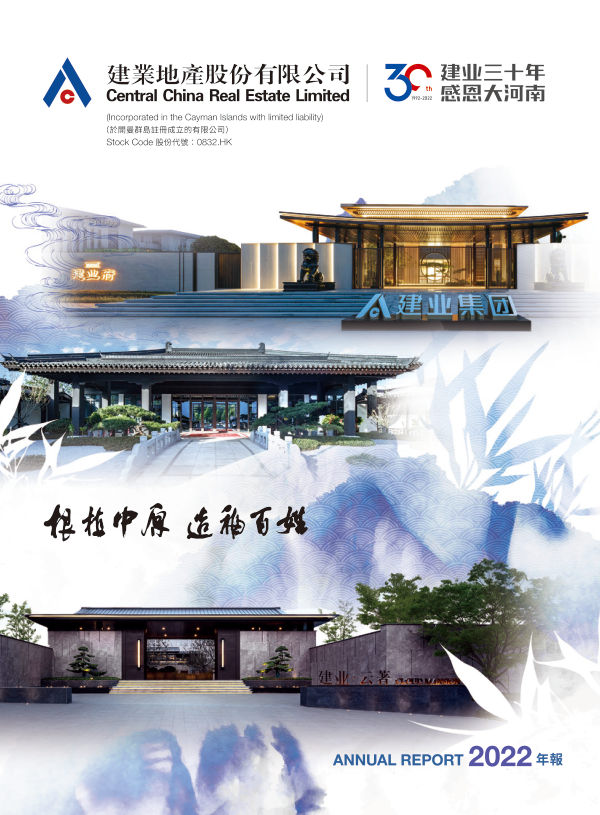 建業地產股份有限公司
Central China Real Estate Limited
30th
1992-2022
建业三十年
感恩大河南
(Incorporated in the Cayman Islands with limited liability)
(於開曼群島註冊成立的有限公司)
Stock Code 股份代號：0832.HK
建业集团
根植中原 造福百姓
建业 云著
ANNUAL REPORT 2022 年報